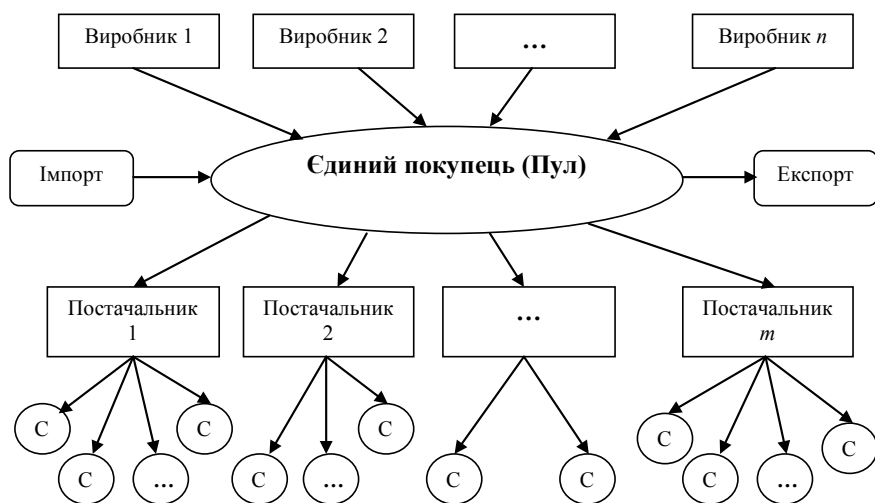 Виробник 1
Виробник 2
...
Виробник n
Єдиний покупець (Пул)
Імпорт
Експорт
Постачальник
1
Постачальник
2
...
Постачальник
m
С
С
...
С
С
...
С
С
С
С
С
...
С